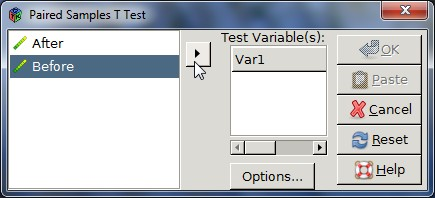 Paired Samples T Test
After
Before
Test Variable(s):
Var1
Options...
OK
Paste
Cancel
Reset
Help